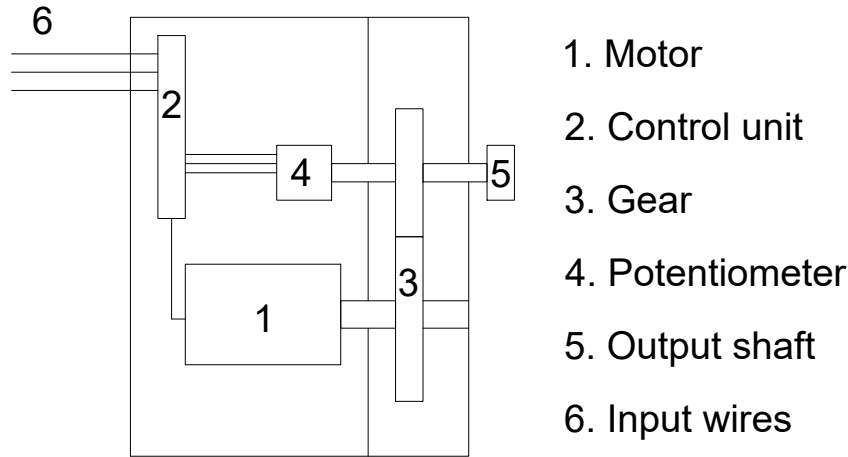 6
2
4
5
3
1
1. Motor
2. Control unit
3. Gear
4. Potentiometer
5. Output shaft
6. Input wires